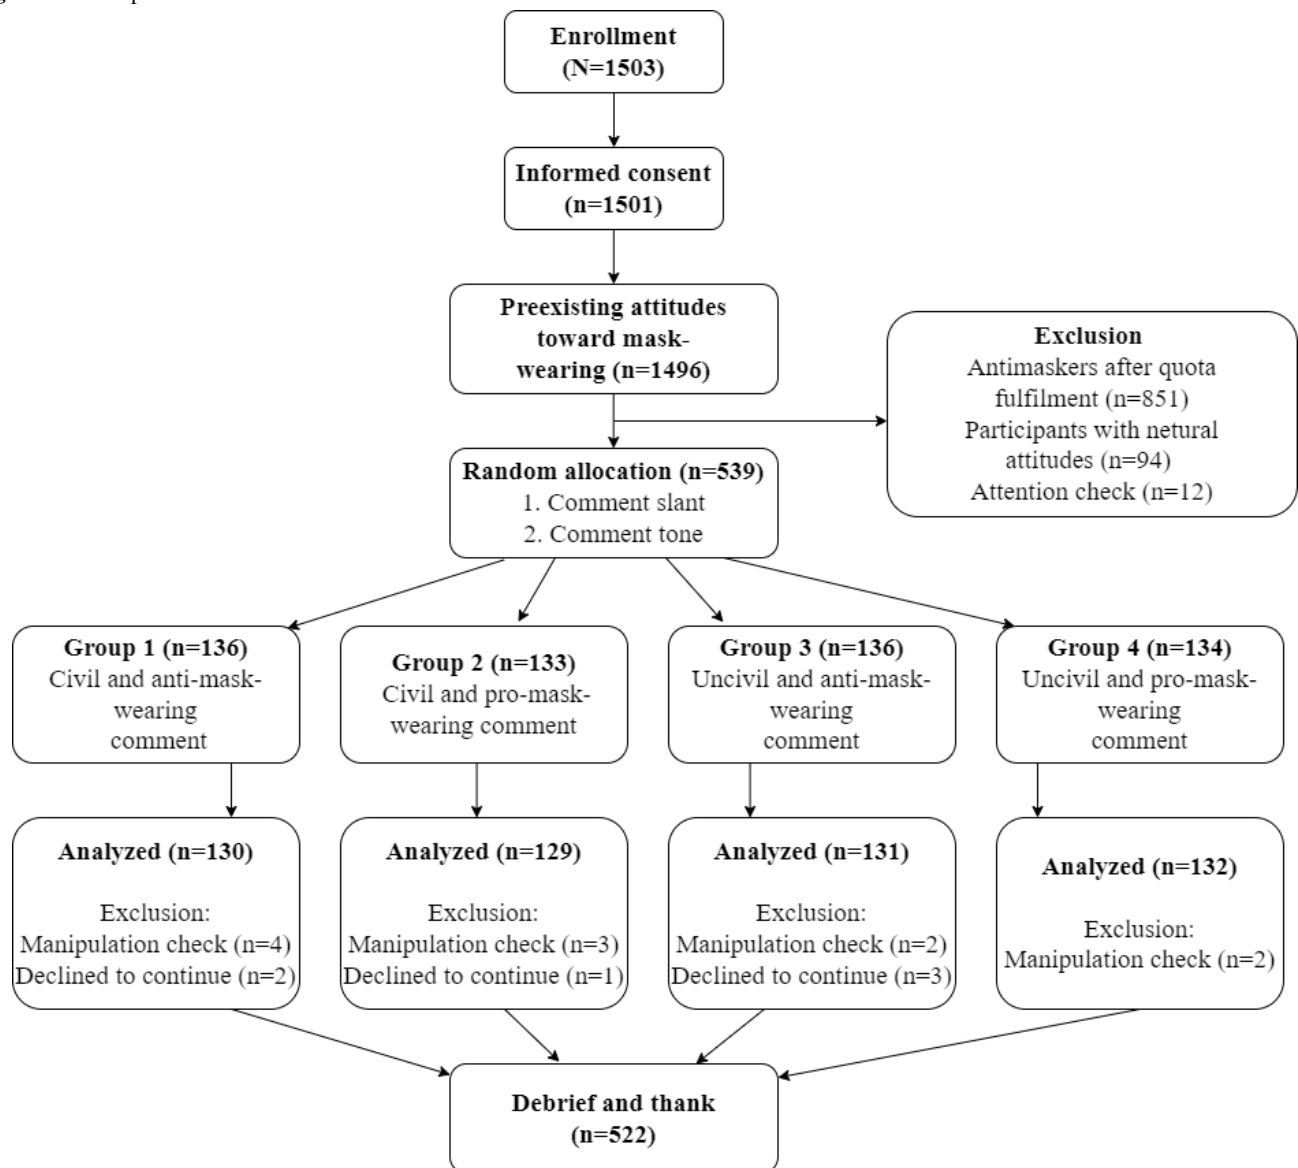 Enrollment
(N=1503)
Informed consent
(n=1501)
Preexisting attitudes
toward mask-
wearing (n=1496)
Exclusion
Antimaskers after quota
fulfilment (n=851)
Participants with netural
attitudes (n=94)
Attention check (n=12)
Random allocation (n=539)
1. Comment slant
2. Comment tone
Group 1 (n=136)
Civil and anti-mask-
wearing
comment
Group 2 (n=133)
Civil and pro-mask-
wearing comment
Group 3 (n=136)
Uncivil and anti-mask-
wearing
comment
Group 4 (n=134)
Uncivil and pro-mask-
wearing
comment
Analyzed (n=130)
Exclusion:
Manipulation check (n=4)
Declined to continue (n=2)
Analyzed (n=129)
Exclusion:
Manipulation check (n=3)
Declined to continue (n=1)
Analyzed (n=131)
Exclusion:
Manipulation check (n=2)
Declined to continue (n=3)
Analyzed (n=132)
Exclusion:
Manipulation check (n=2)
Debrief and thank
(n=522)